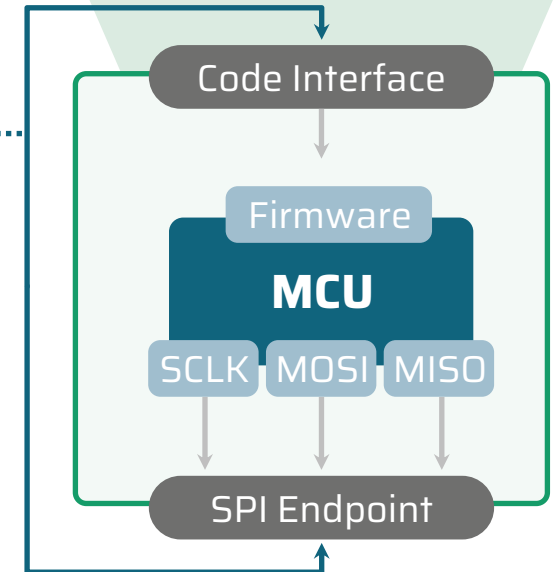 Code Interface
Firmware
MCU
SCLK MOSI MISO
SPI Endpoint